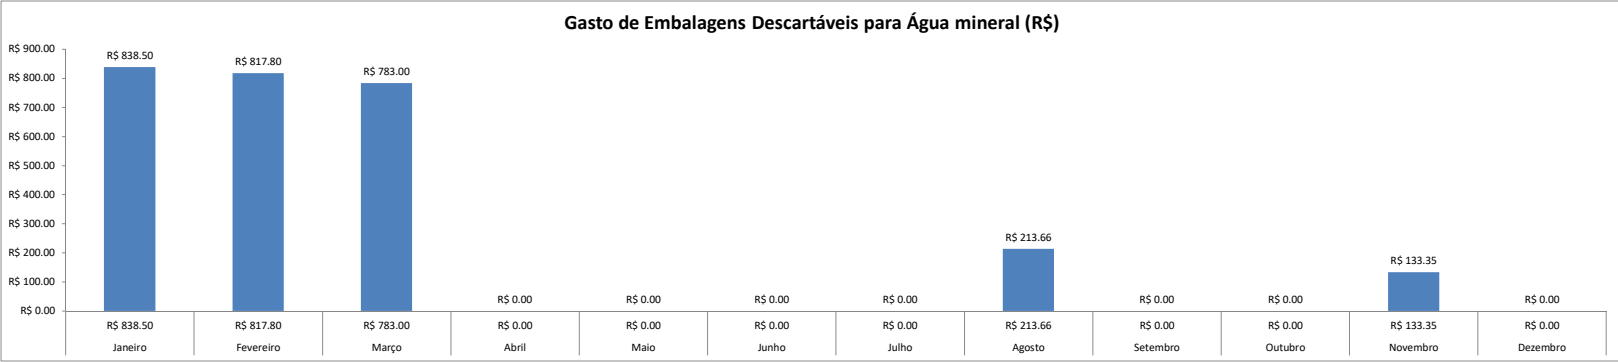 Gasto de Embalagens Descartáveis para Água mineral (R$)
R$ 900.00
R$ 800.00
R$ 700.00
R$ 600.00
R$ 500.00
R$ 400.00
R$ 300.00
R$ 200.00
R$ 100.00
R$ 0.00
R$ 838.50
R$ 817.80
R$ 783.00
R$ 0.00
R$ 0.00
R$ 0.00
R$ 0.00
R$ 213.66
R$ 0.00
R$ 0.00
R$ 133.35
R$ 0.00
R$ 838.50 R$ 817.80 R$ 783.00 R$ 0.00 R$ 0.00 R$ 0.00 R$ 0.00 R$ 213.66 R$ 0.00 R$ 0.00 R$ 133.35 R$ 0.00
Janeiro Fevereiro Março Abril Maio Junho Julho Agosto Setembro Outubro Novembro Dezembro